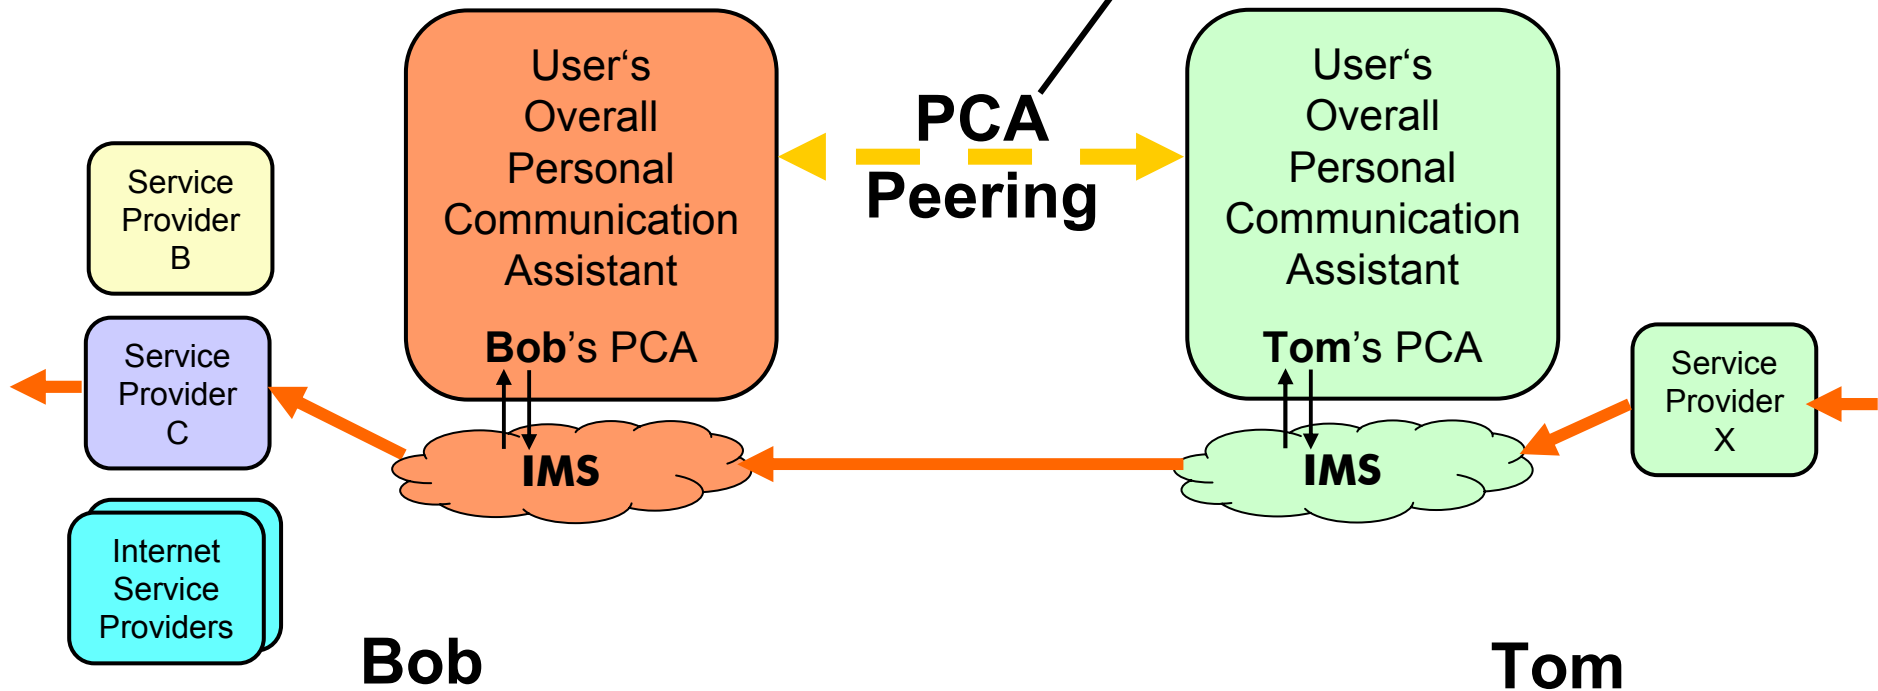 User‘s
Overall
Personal
Communication
Assistant
Bob’s PCA
PCA
Peering
User‘s
Overall
Personal
Communication
Assistant
Tom’s PCA
Service
Provider
B
Service
Provider
C
Internet
Service
Providers
IMS
IMS
Service
Provider
X
Bob
Tom